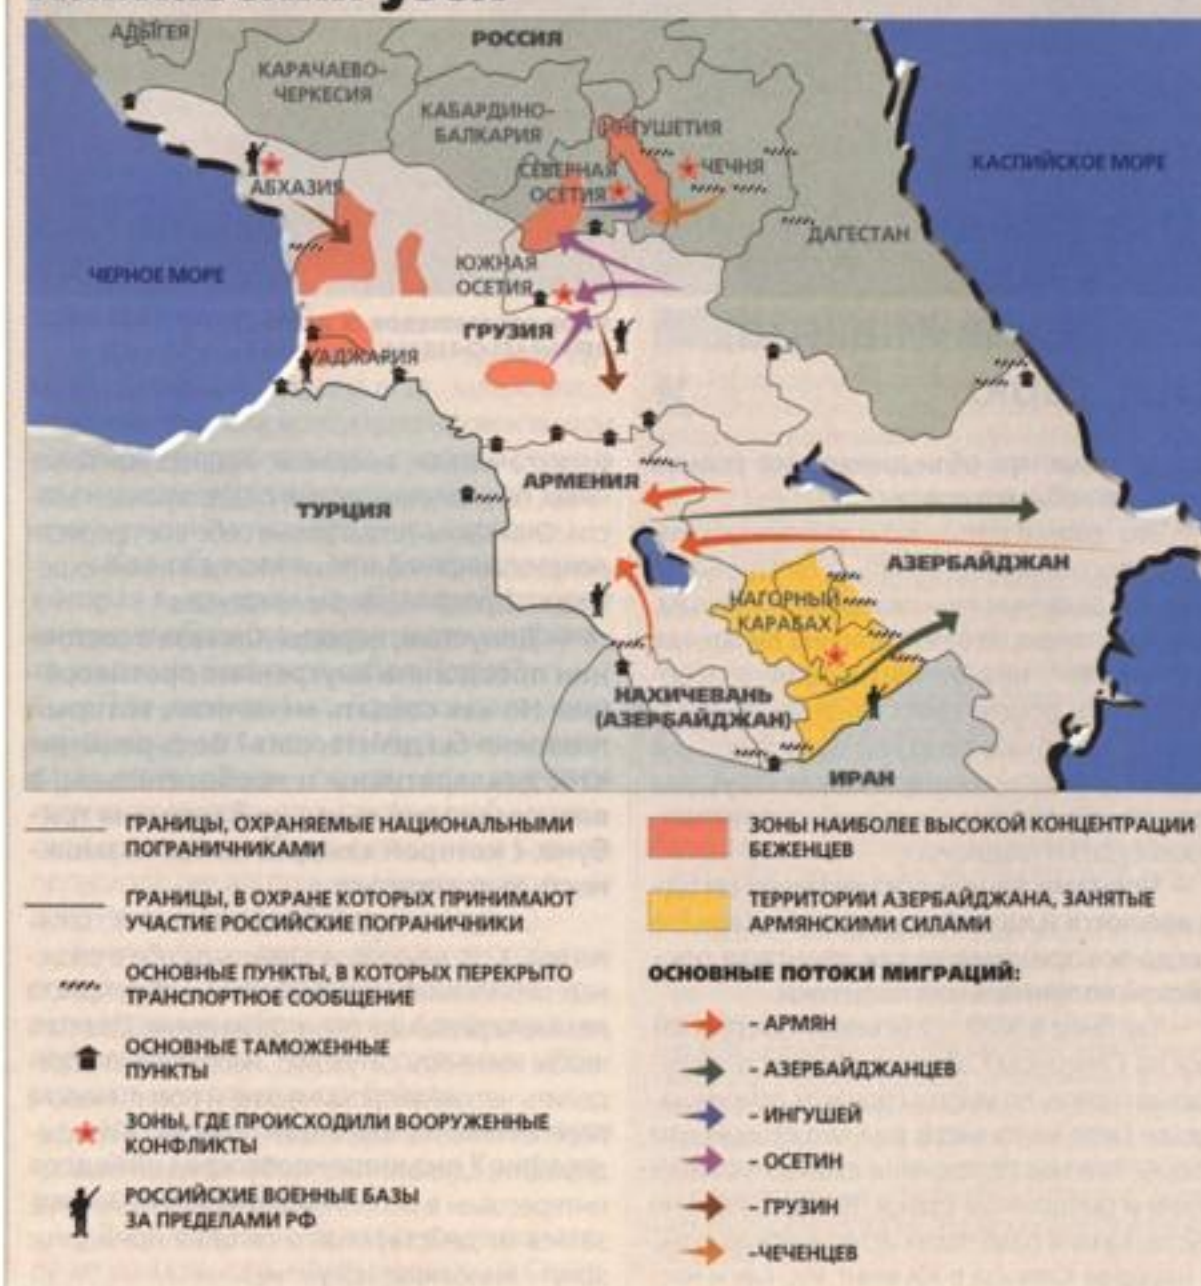 АДЫГЕЯ
РОССИЯ
КАРАЧАЕВО-
ЧЕРКЕСИЯ
КАБАРДИНО-
БАЛКАРИЯ
ИНГУШЕТИЯ
СЕВЕРНАЯ
ОСЕТИЯ
ЧЕЧНЯ
КАСПИЙСКОЕ МОРЕ
АБХАЗИЯ
ДАГЕСТАН
ЧЕРНОЕ МОРЕ
ЮЖНАЯ
ОСЕТИЯ
ГРУЗИЯ
АДЖАРИЯ
АРМЕНИЯ
ТУРЦИЯ
АЗЕРБАЙДЖАН
НАГОРНЫЙ
КАРАБАХ
НАХИЧЕВАНЬ
(АЗЕРБАЙДЖАН)
ИРАН
ГРАНИЦЫ, ОХРАНЯЕМЫЕ НАЦИОНАЛЬНЫМИ
ПОГРАНИЧНИКАМИ
ГРАНИЦЫ, В ОХРАНЕ КОТОРЫХ ПРИНИМАЮТ
УЧАСТИЕ РОССИЙСКИЕ ПОГРАНИЧНИКИ
ОСНОВНЫЕ ПУНКТЫ, В КОТОРЫХ ПЕРЕКРЫТО
ТРАНСПОРТНОЕ СООБЩЕНИЕ
ОСНОВНЫЕ ТАМОЖЕННЫЕ
ПУНКТЫ
ЗОНЫ, ГДЕ ПРОИСХОДИЛИ ВООРУЖЕННЫЕ
КОНФЛИКТЫ
РОССИЙСКИЕ ВОЕННЫЕ БАЗЫ
ЗА ПРЕДЕЛАМИ РФ
ЗОНЫ НАИБОЛЕЕ ВЫСОКОЙ КОНЦЕНТРАЦИИ
БЕЖЕНЦЕВ
ТЕРРИТОРИИ АЗЕРБАЙДЖАНА, ЗАНЯТЫЕ
АРМЯНСКИМИ СИЛАМИ
ОСНОВНЫЕ ПОТОКИ МИГРАЦИЙ:
– АРМЯН
– АЗЕРБАЙДЖАНЦЕВ
– ИНГУШЕЙ
– ОСЕТИН
– ГРУЗИН
–ЧЕЧЕНЦЕВ